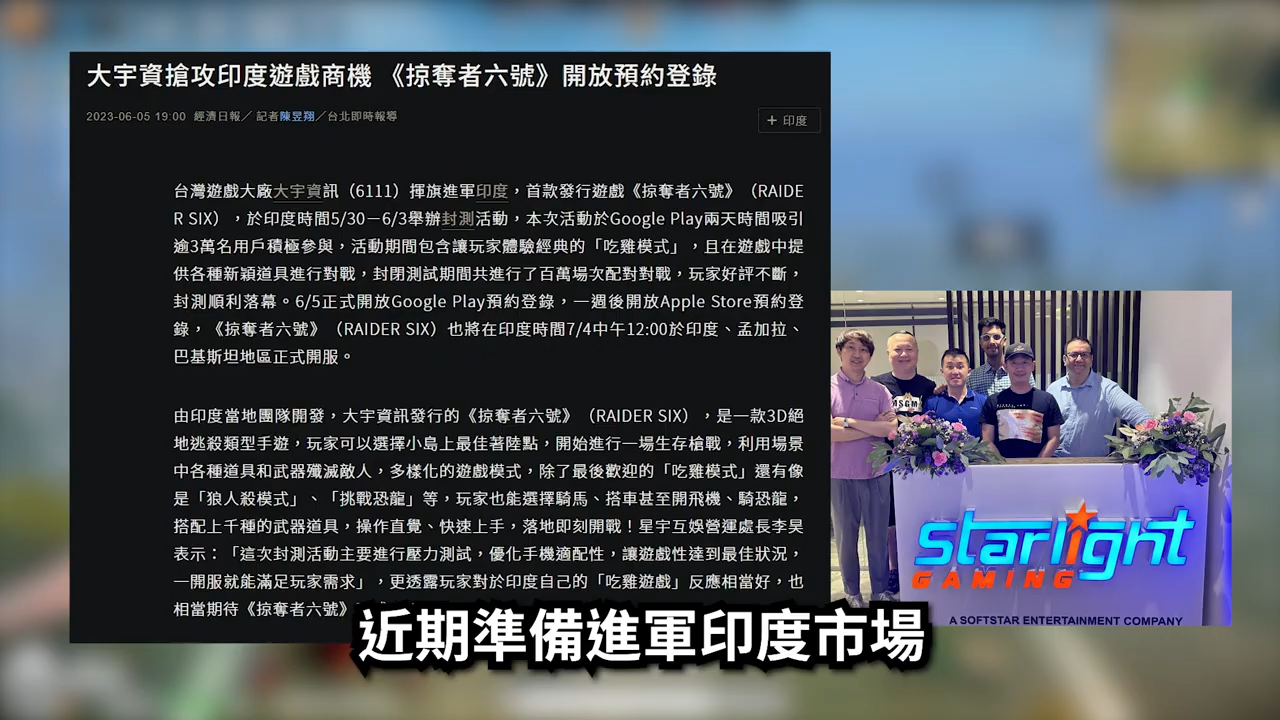 大宇資搶攻印度遊戲商機 《掠奪者六號》開放預約登錄
2023-06-05 19:00 經濟日報／ 記者陳昱翔／台北即時報導
+ 印度
台灣遊戲大廠大宇資訊（6111）揮旗進軍印度，首款發行遊戲《掠奪者六號》（RAIDE
R SIX），於印度時間5/30－6/3舉辦封測活動，本次活動於Google Play兩天時間吸引
逾3萬名用戶積極參與，活動期間包含讓玩家體驗經典的「吃雞模式」，且在遊戲中提
供各種新穎道具進行對戰，封閉測試期間共進行了百萬場次配對對戰，玩家好評不斷，
封測順利落幕。6/5正式開放Google Play預約登錄，一週後開放Apple Store預約登
錄，《掠奪者六號》（RAIDER SIX）也將在印度時間7/4中午12:00於印度、孟加拉、
巴基斯坦地區正式開服。
由印度當地團隊開發，大宇資訊發行的《掠奪者六號》（RAIDER SIX），是一款3D絕
地逃殺類型手遊，玩家可以選擇小島上最佳著陸點，開始進行一場生存槍戰，利用場景
中各種道具和武器殲滅敵人，多樣化的遊戲模式，除了最後歡迎的「吃雞模式」還有像
是「狼人殺模式」、「挑戰恐龍」等，玩家也能選擇騎馬、搭車甚至開飛機、騎恐龍，
搭配上千種的武器道具，操作直覺、快速上手，落地即刻開戰！星宇互娛營運處長李昊
表示：「這次封測活動主要進行壓力測試，優化手機適配性，讓遊戲性達到最佳狀況，
一開服就能滿足玩家需求」，更透露玩家對於印度自己的「吃雞遊戲」反應相當好，也
相當期待《掠奪者六號》
MSGM
starlight
GAMING
A SOFTSTAR ENTERTAINMENT COMPANY
近期準備進軍印度市場